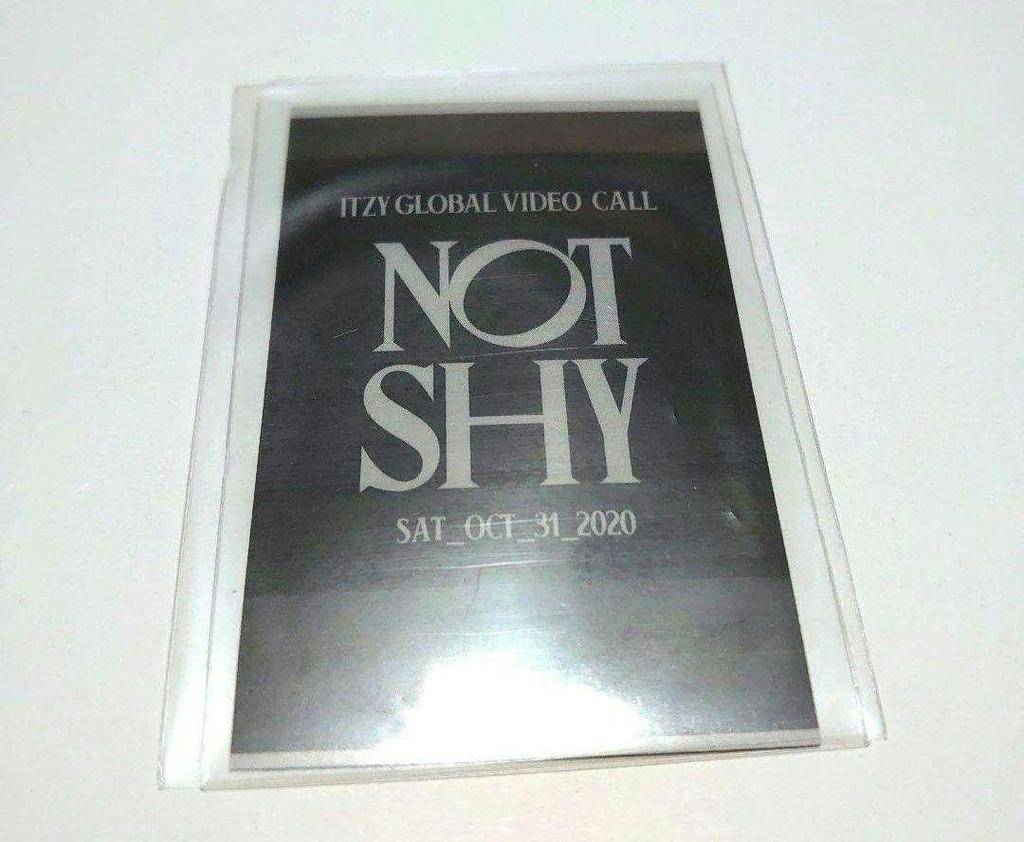 ITZY GLOBAL VIDEO CALL
NOT
SHY
SAT_OCT_31_2020